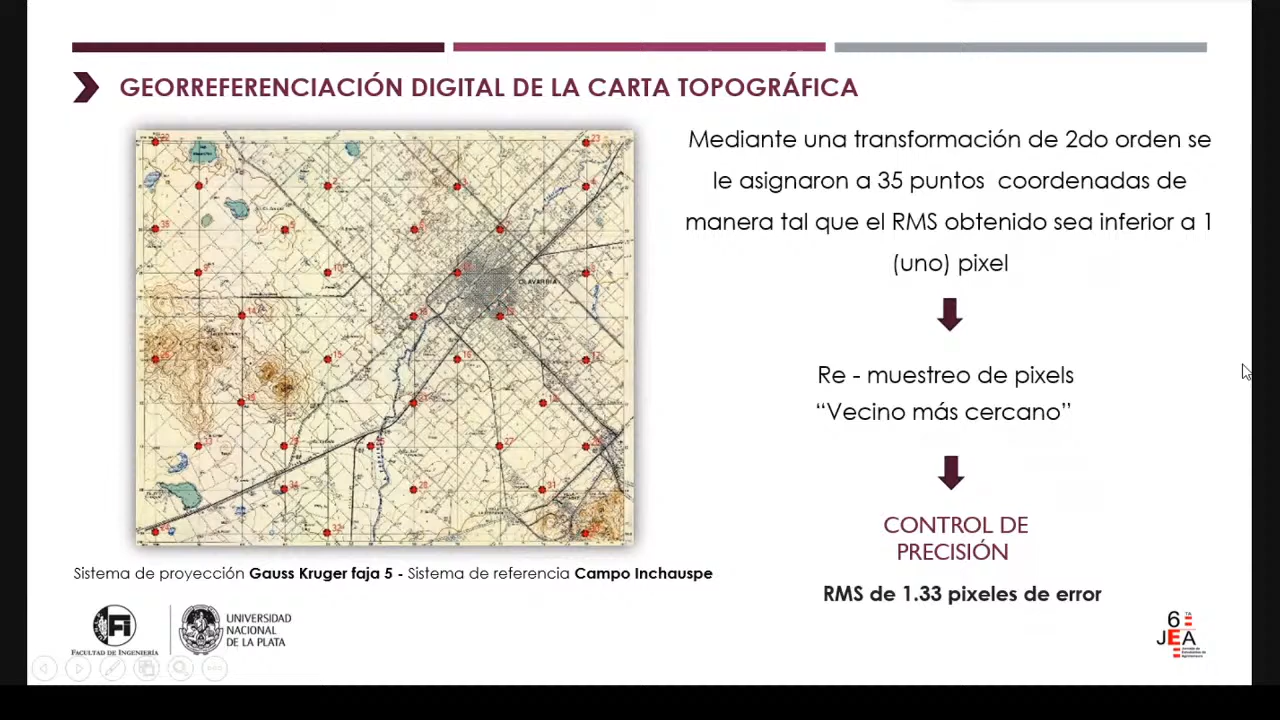 GEORREFERENCIACIÓN DIGITAL DE LA CARTA TOPOGRÁFICA
Mediante una transformación de 2do orden se
le asignaron a 35 puntos coordenadas de
manera tal que el RMS obtenido sea inferior a 1
(uno) pixel
Re - muestreo de pixels
“Vecino más cercano”
CONTROL DE
PRECISIÓN
RMS de 1.33 pixeles de error
OLAVARRIA
Sistema de proyección Gauss Kruger faja 5 - Sistema de referencia Campo Inchauspe
FACULTAD DE INGENIERÍA
UNIVERSIDAD
NACIONAL
DE LA PLATA
6TA
JEA